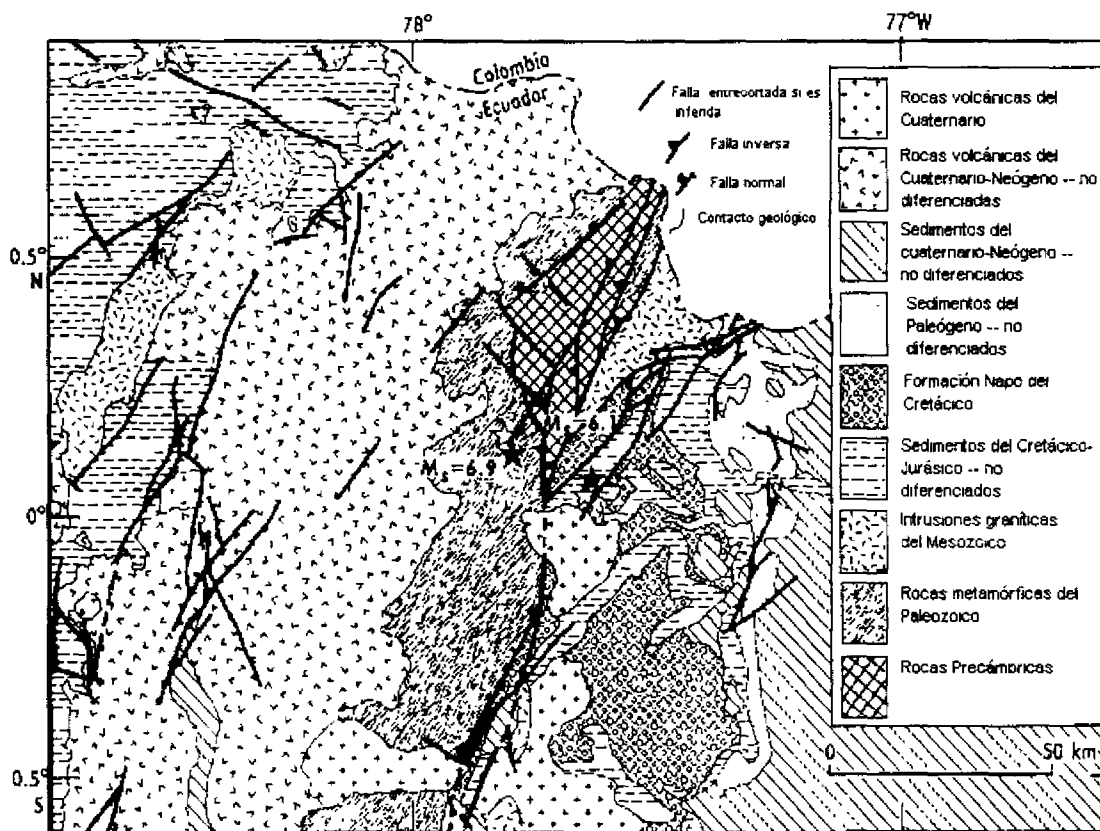 78°
77°W
Colombia
Ecuador
Falla entrecortada si es
inferida
Falla inversa
Falla normal
Contacto geológico
0.5°
N
0°
0.5°
S
Mₛ=6.1
Mₛ=6.9
Rocas volcánicas del
Cuaternario
Rocas volcánicas del
Cuaternario-Neógeno -- no
diferenciadas
Sedimentos del
cuaternario-Neógeno --
no diferenciados
Sedimentos del
Paleógeno -- no
diferenciados
Formación Napo del
Cretácico
Sedimentos del Cretácico-
Jurásico -- no
diferenciados
Intrusiones graníticas
del Mesozoico
Rocas metamórficas del
Paleozoico
Rocas Precámbricas
0
50 km